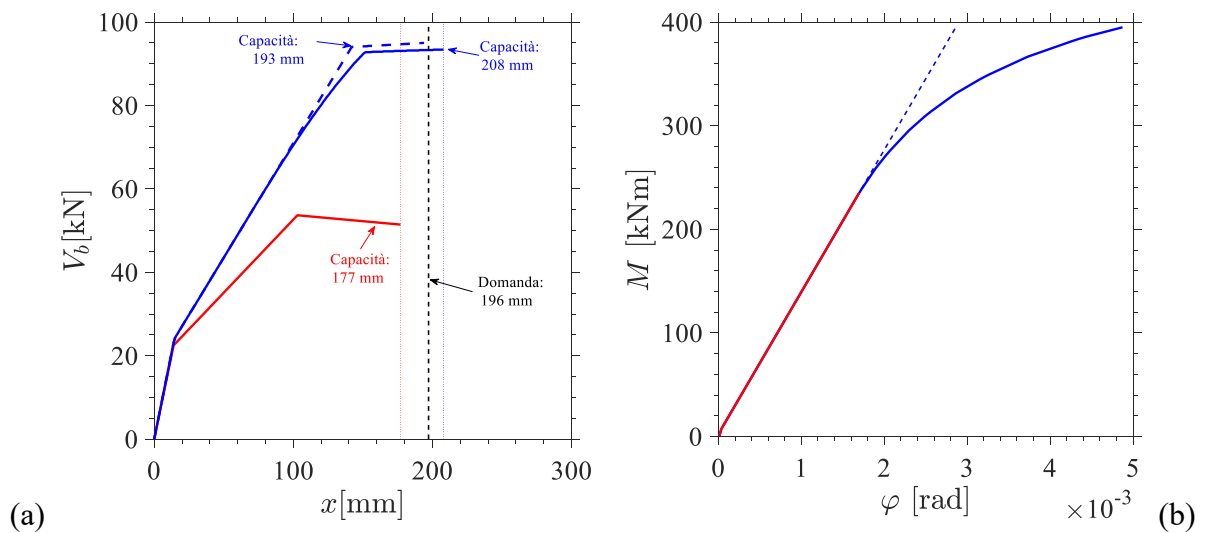 100
80
60
40
20
0
V_b[kN]
0
100
200
300
x[mm]
Capacità:
193 mm
Capacità:
208 mm
Capacità:
177 mm
Domanda:
196 mm
(a)
400
300
200
100
0
M [kNm]
0
1
2
3
4
5
φ [rad]
×10⁻³
(b)